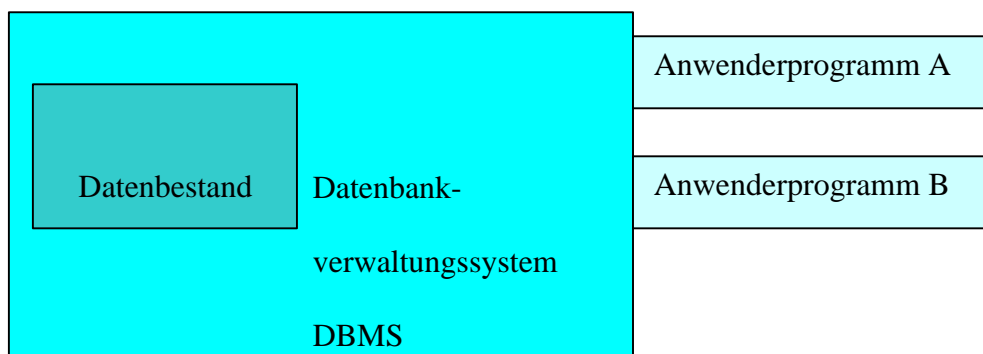 Anwenderprogramm A
Datenbestand
Datenbank-
verwaltungssystem
DBMS
Anwenderprogramm B